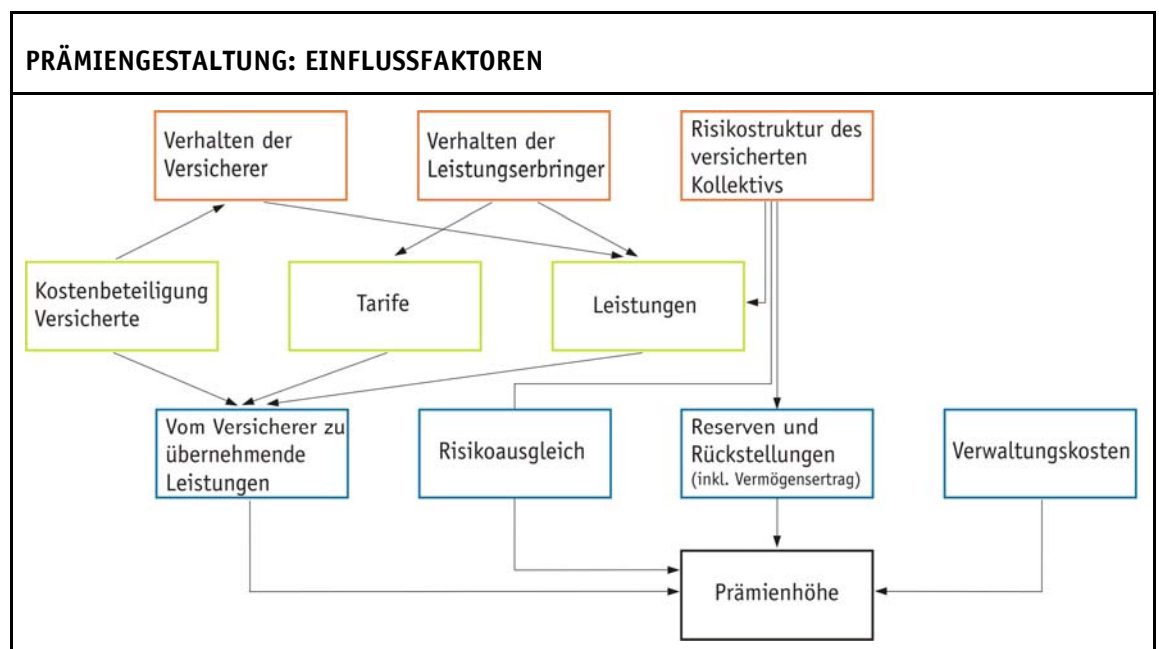 PRÄMIENGESTALTUNG: EINFLUSSFAKTOREN
Verhalten der
Versicherer
Verhalten der
Leistungserbringer
Risikostruktur des
versicherten
Kollektivs
Kostenbeteiligung
Versicherte
Tarife
Leistungen
Vom Versicherer zu
übernehmende
Leistungen
Risikoausgleich
Reserven und
Rückstellungen
(inkl. Vermögensertrag)
Verwaltungskosten
Prämienhöhe